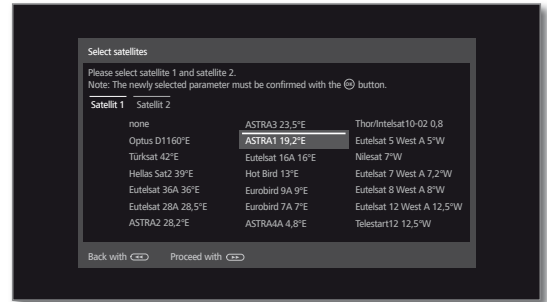 Select satellites
Please select satellite 1 and satellite 2.
Note: The newly selected parameter must be confirmed with the OK button.
Satellit 1 Satellit 2
none ASTRA3 23,5°E Thor/Intelsat10-02 0,8
Optus D1160°E ASTRA1 19,2°E Eutelsat 5 West A 5°W
Türksat 42°E Eutelsat 16A 16°E Nilesat 7°W
Hellas Sat2 39°E Hot Bird 13°E Eutelsat 7 West A 7,2°W
Eutelsat 36A 36°E Eurobird 9A 9°E Eutelsat 8 West A 8°W
Eutelsat 28A 28,5°E Eurobird 7A 7°E Eutelsat 12 West A 12,5°W
ASTRA2 28,2°E ASTRA4A 4,8°E Telestart12 12,5°W
Back with Proceed with